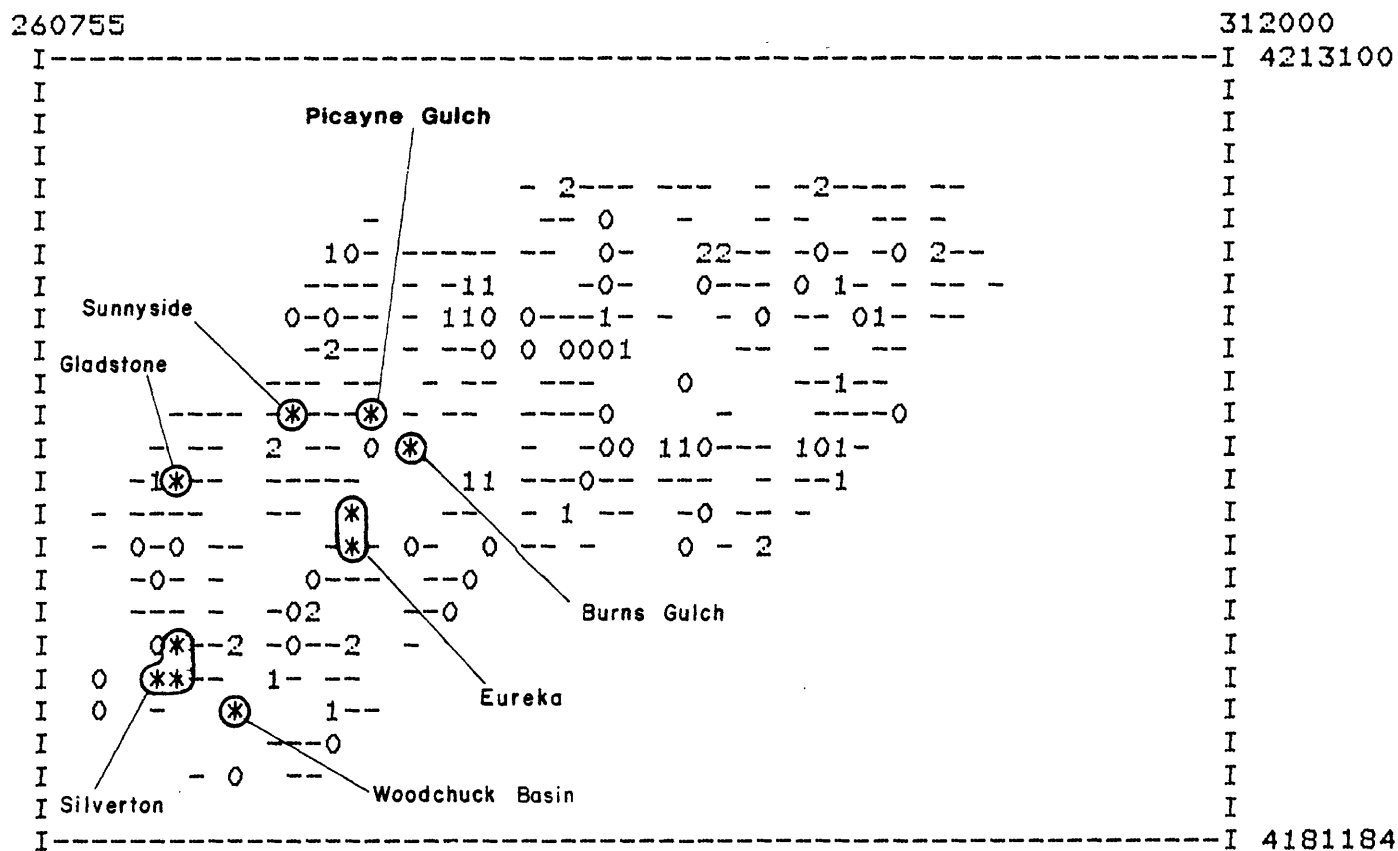 260755 312000
I------------------------------------------------------------I 4213100
I I
I Picayne Gulch I
I I
I - 2---- --- - -2---- -- I
I - -- 0 - - - --- - I
I 10- ----- -- 0- 22-- -0- -0 2-- I
I ---- - -11 -0- 0--- 0 1- -- - I
Sunnyside
I 0-0-- - 110 0---1- - - 0 -- 01- -- I
I -2-- - --0 0 0001 -- - -- I
Gladstone
I --- -- - -- --- 0 --1-- I
I ---- -*---* - -- ----0 - ----0 I
I - -- 2 -- 0 * - -00 110--- 101- I
I -1*-- ----- 11 ---0-- --- - --1 I
I - ---- -- * -- - 1 -- -0 -- - I
I - 0-0 -- -*- 0- 0 -- - 0 - 2 I
I -0- - 0--- --0 I
I --- - -02 --0 Burns Gulch I
I 0*--2 -0--2 - I
I 0 **-- 1- -- Eureka I
I 0 - * 1-- I
I ---0 I
I - 0 -- I
Woodchuck Basin
I Silverton I
I------------------------------------------------------------I 4181184